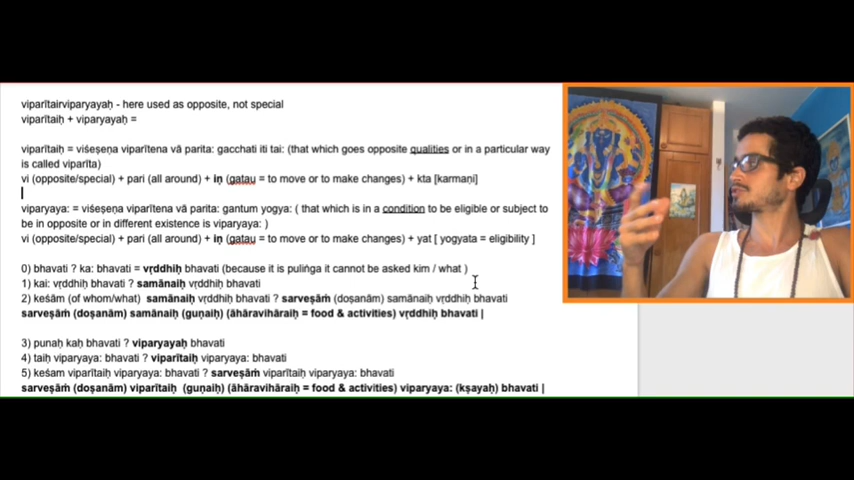 viparītairviparyayaḥ - here used as opposite, not special
viparītaiḥ + viparyayaḥ =
viparītaiḥ = viśeṣeṇa viparītena vā parita: gacchati iti tai: (that which goes opposite qualities or in a particular way
is called viparīta)
vi (opposite/special) + pari (all around) + iṇ (gatau = to move or to make changes) + kta [karmaṇi]
viparyaya: = viśeṣeṇa viparītena vā parita: gantum yogya: ( that which is in a condition to be eligible or subject to
be in opposite or in different existence is viparyaya: )
vi (opposite/special) + pari (all around) + iṇ (gatau = to move or to make changes) + yat [ yogyata = eligibility ]
0) bhavati ? ka: bhavati = vṛddhiḥ bhavati (because it is puliṅga it cannot be asked kim / what )
1) kai: vṛddhiḥ bhavati ? samānaiḥ vṛddhiḥ bhavati
2) keśām (of whom/what) samānaiḥ vṛddhiḥ bhavati ? sarveṣāṁ (doṣanām) samānaiḥ vṛddhiḥ bhavati
sarveṣāṁ (doṣanām) samānaiḥ (guṇaiḥ) (āhāravihāraiḥ = food & activities) vṛddhiḥ bhavati |
3) punaḥ kaḥ bhavati ? viparyayaḥ bhavati
4) taiḥ viparyaya: bhavati ? viparītaiḥ viparyaya: bhavati
5) keśam viparītaiḥ viparyaya: bhavati ? sarveṣāṁ viparītaiḥ viparyaya: bhavati
sarveṣāṁ (doṣanām) viparītaiḥ (guṇaiḥ) (āhāravihāraiḥ = food & activities) viparyaya: (kṣayaḥ) bhavati |